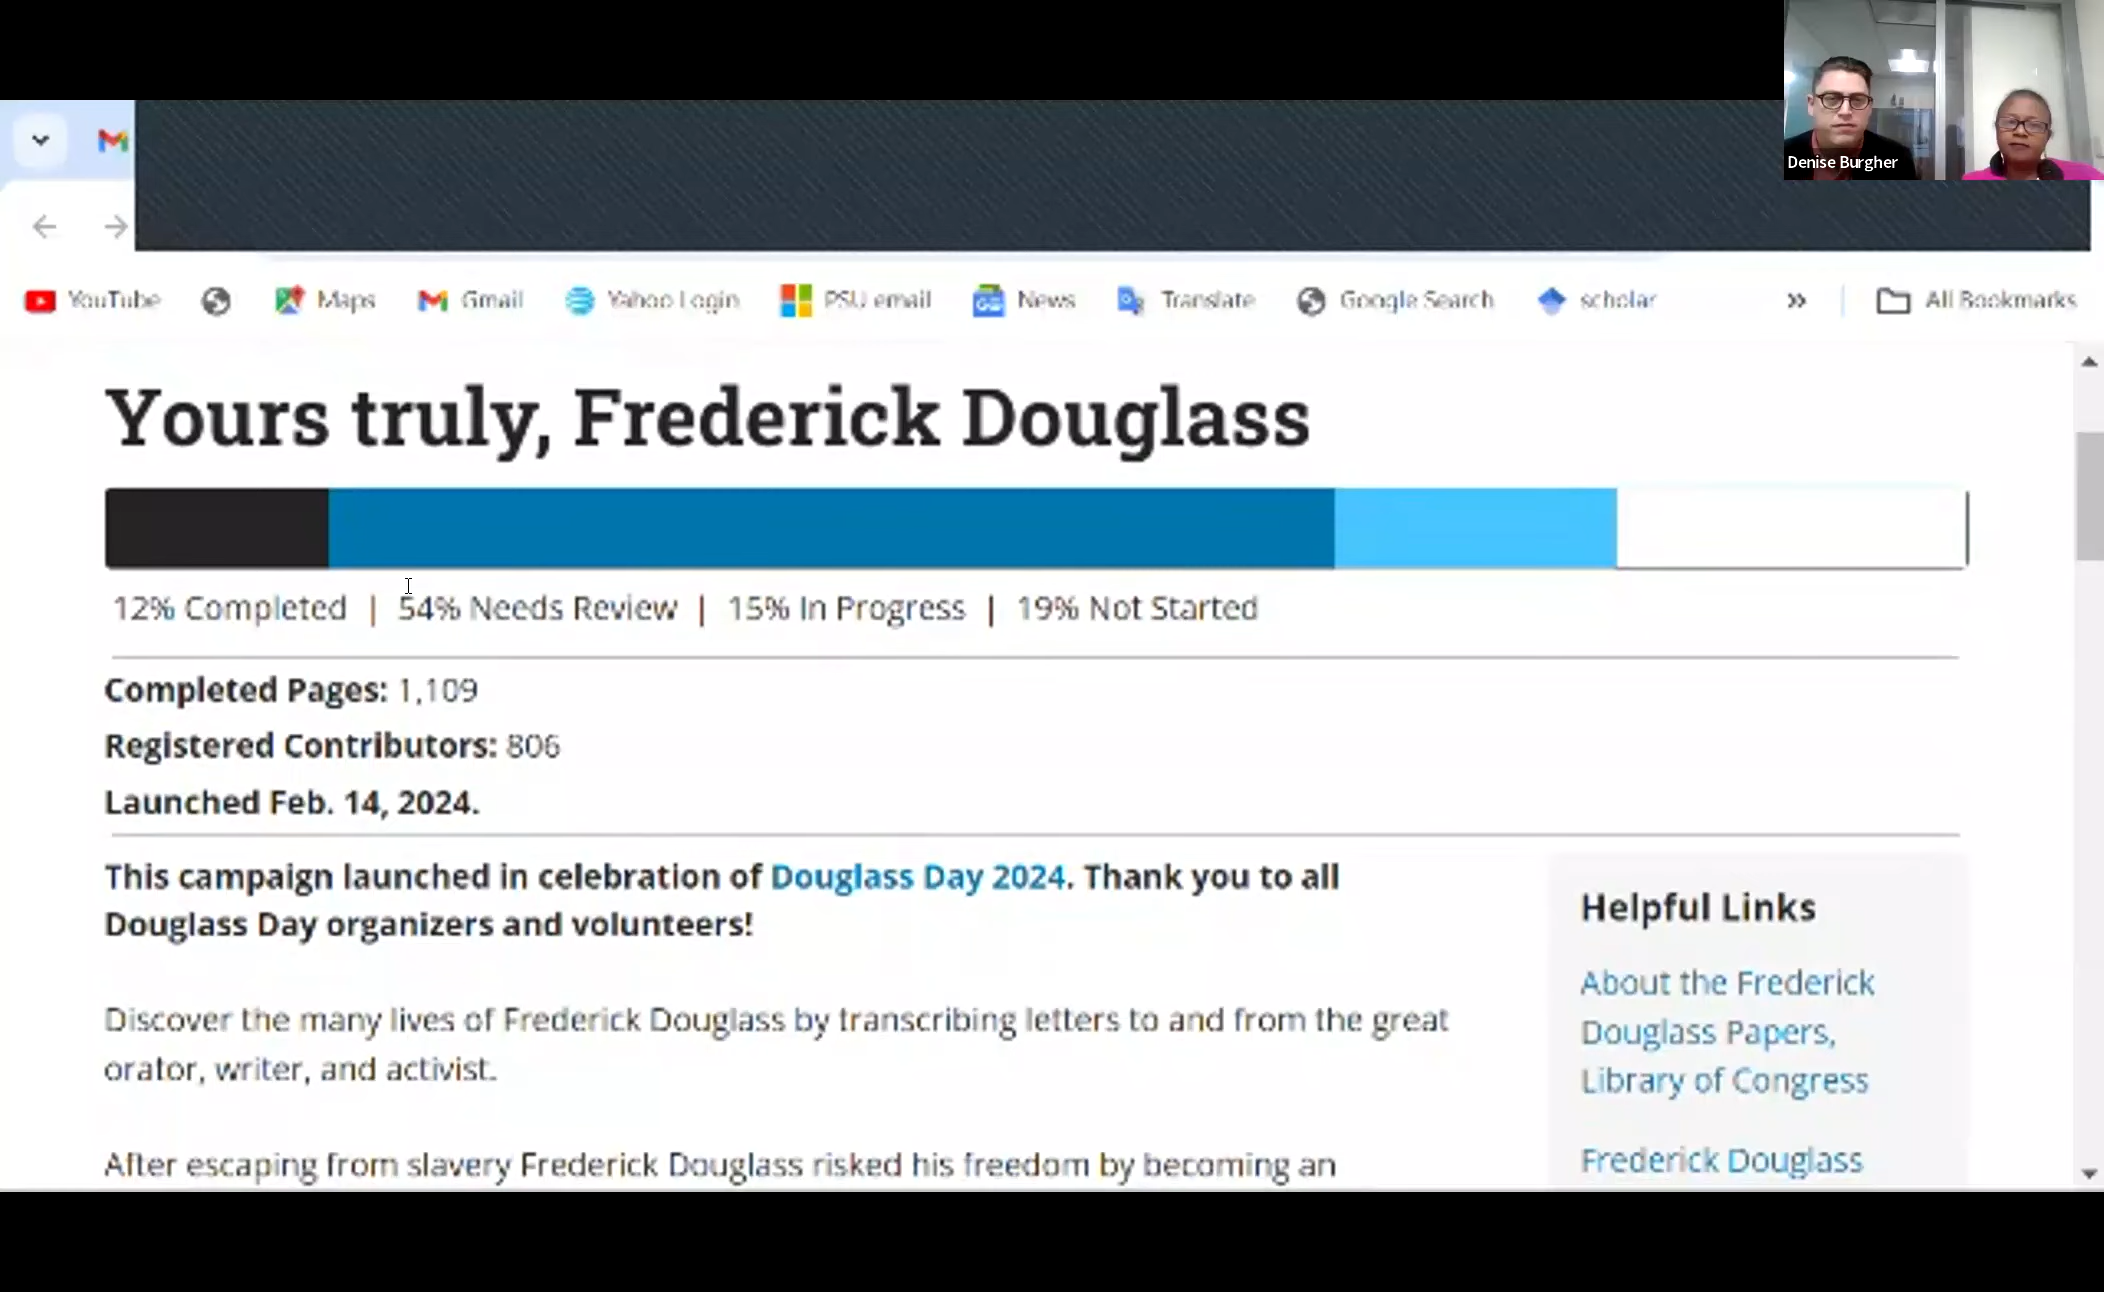 Denise Burgher
YouTube Maps Gmail Yahoo Login PSU email News Translate Google Search scholar » All Bookmarks
Yours truly, Frederick Douglass
12% Completed | 54% Needs Review | 15% In Progress | 19% Not Started
Completed Pages: 1,109
Registered Contributors: 806
Launched Feb. 14, 2024.
This campaign launched in celebration of Douglass Day 2024. Thank you to all
Douglass Day organizers and volunteers!
Discover the many lives of Frederick Douglass by transcribing letters to and from the great
orator, writer, and activist.
After escaping from slavery Frederick Douglass risked his freedom by becoming an
Helpful Links
About the Frederick
Douglass Papers,
Library of Congress
Frederick Douglass